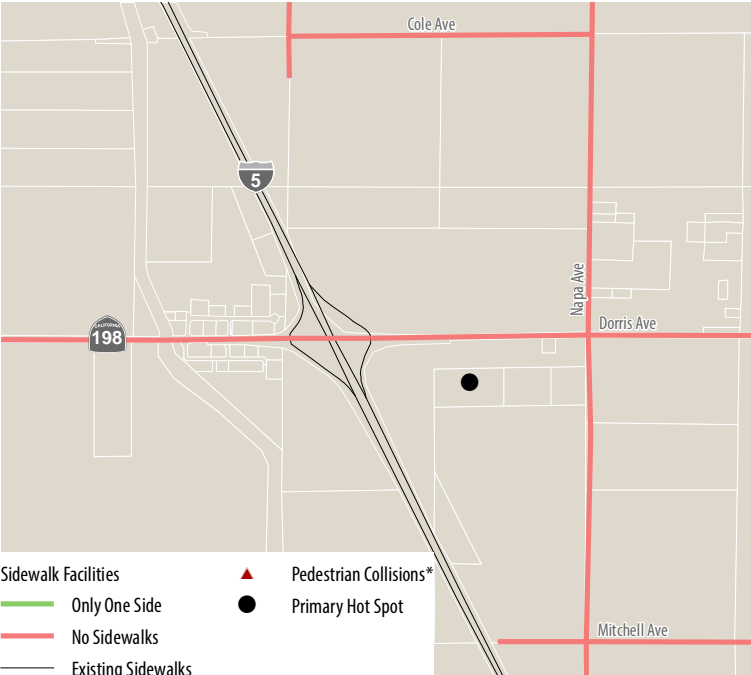 Cole Ave
5
Napa Ave
Dorris Ave
CALIFORNIA
198
Mitchell Ave
Sidewalk Facilities
Only One Side
No Sidewalks
Existing Sidewalks
Pedestrian Collisions*
Primary Hot Spot